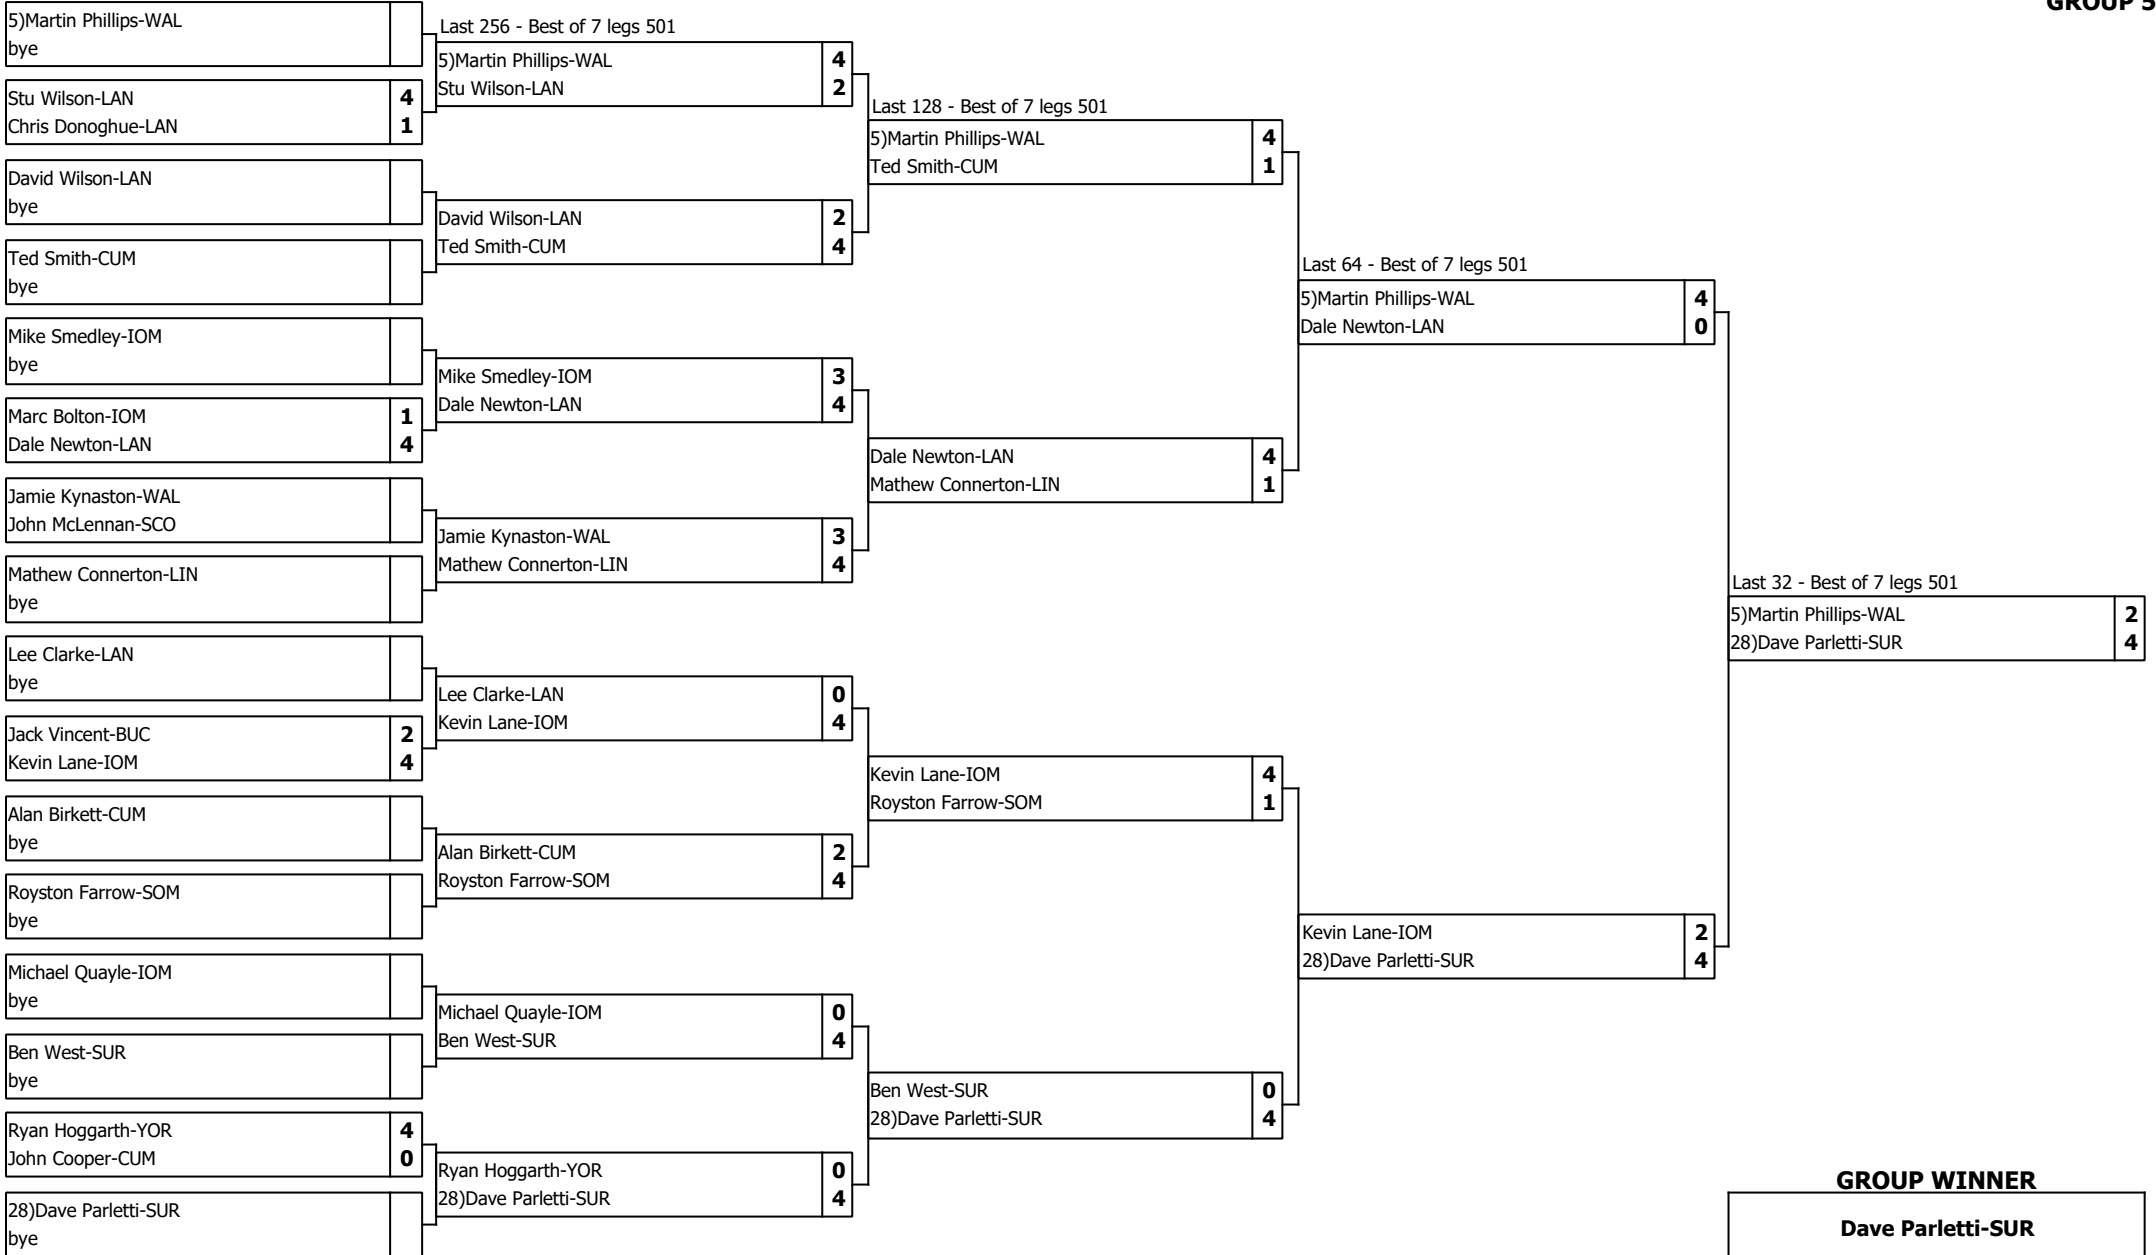 GROUP 5
5)Martin Phillips-WAL
bye
Stu Wilson-LAN 4
Chris Donoghue-LAN 1
David Wilson-LAN
bye
Ted Smith-CUM
bye
Mike Smedley-IOM
bye
Marc Bolton-IOM 1
Dale Newton-LAN 4
Jamie Kynaston-WAL
John McLennan-SCO
Mathew Connerton-LIN
bye
Lee Clarke-LAN
bye
Jack Vincent-BUC 2
Kevin Lane-IOM 4
Alan Birkett-CUM
bye
Royston Farrow-SOM
bye
Michael Quayle-IOM
bye
Ben West-SUR
bye
Ryan Hoggarth-YOR 4
John Cooper-CUM 0
28)Dave Parletti-SUR
bye
Last 256 - Best of 7 legs 501
5)Martin Phillips-WAL 4
Stu Wilson-LAN 2
David Wilson-LAN 2
Ted Smith-CUM 4
Mike Smedley-IOM 3
Dale Newton-LAN 4
Jamie Kynaston-WAL 3
Mathew Connerton-LIN 4
Lee Clarke-LAN 0
Kevin Lane-IOM 4
Alan Birkett-CUM 2
Royston Farrow-SOM 4
Michael Quayle-IOM 0
Ben West-SUR 4
Ryan Hoggarth-YOR 0
28)Dave Parletti-SUR 4
Last 128 - Best of 7 legs 501
5)Martin Phillips-WAL 4
Ted Smith-CUM 1
Dale Newton-LAN 4
Mathew Connerton-LIN 1
Kevin Lane-IOM 4
Royston Farrow-SOM 1
Ben West-SUR 0
28)Dave Parletti-SUR 4
Last 64 - Best of 7 legs 501
5)Martin Phillips-WAL 4
Dale Newton-LAN 0
Kevin Lane-IOM 2
28)Dave Parletti-SUR 4
Last 32 - Best of 7 legs 501
5)Martin Phillips-WAL 2
28)Dave Parletti-SUR 4
GROUP WINNER
Dave Parletti-SUR